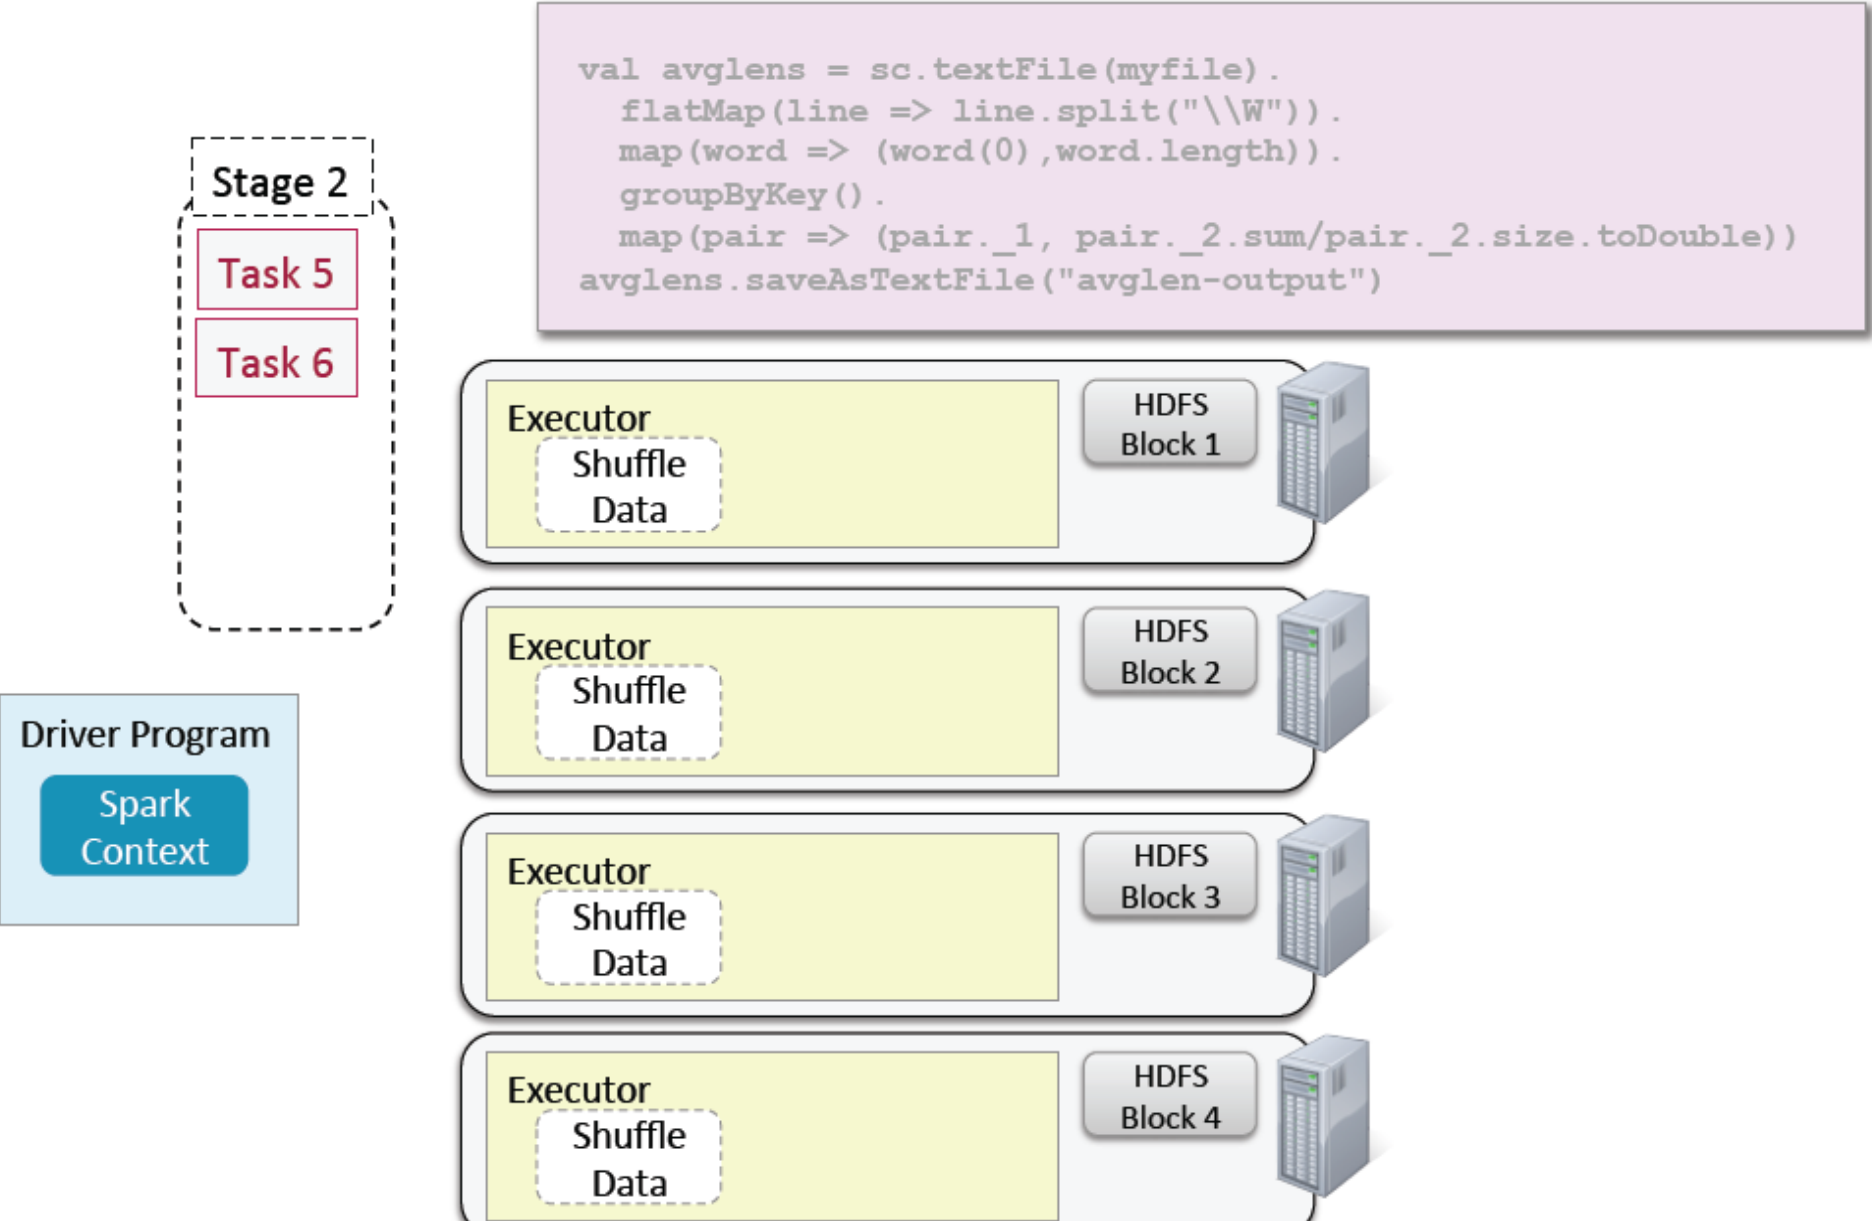 val avglens = sc.textFile(myfile).
flatMap(line => line.split("\\W")).
map(word => (word(0),word.length)).
groupByKey().
map(pair => (pair._1, pair._2.sum/pair._2.size.toDouble))
avglens.saveAsTextFile("avglen-output")
Stage 2
Task 5
Task 6
Driver Program
Spark
Context
Executor
Shuffle
Data
HDFS
Block 1
Executor
Shuffle
Data
HDFS
Block 2
Executor
Shuffle
Data
HDFS
Block 3
Executor
Shuffle
Data
HDFS
Block 4